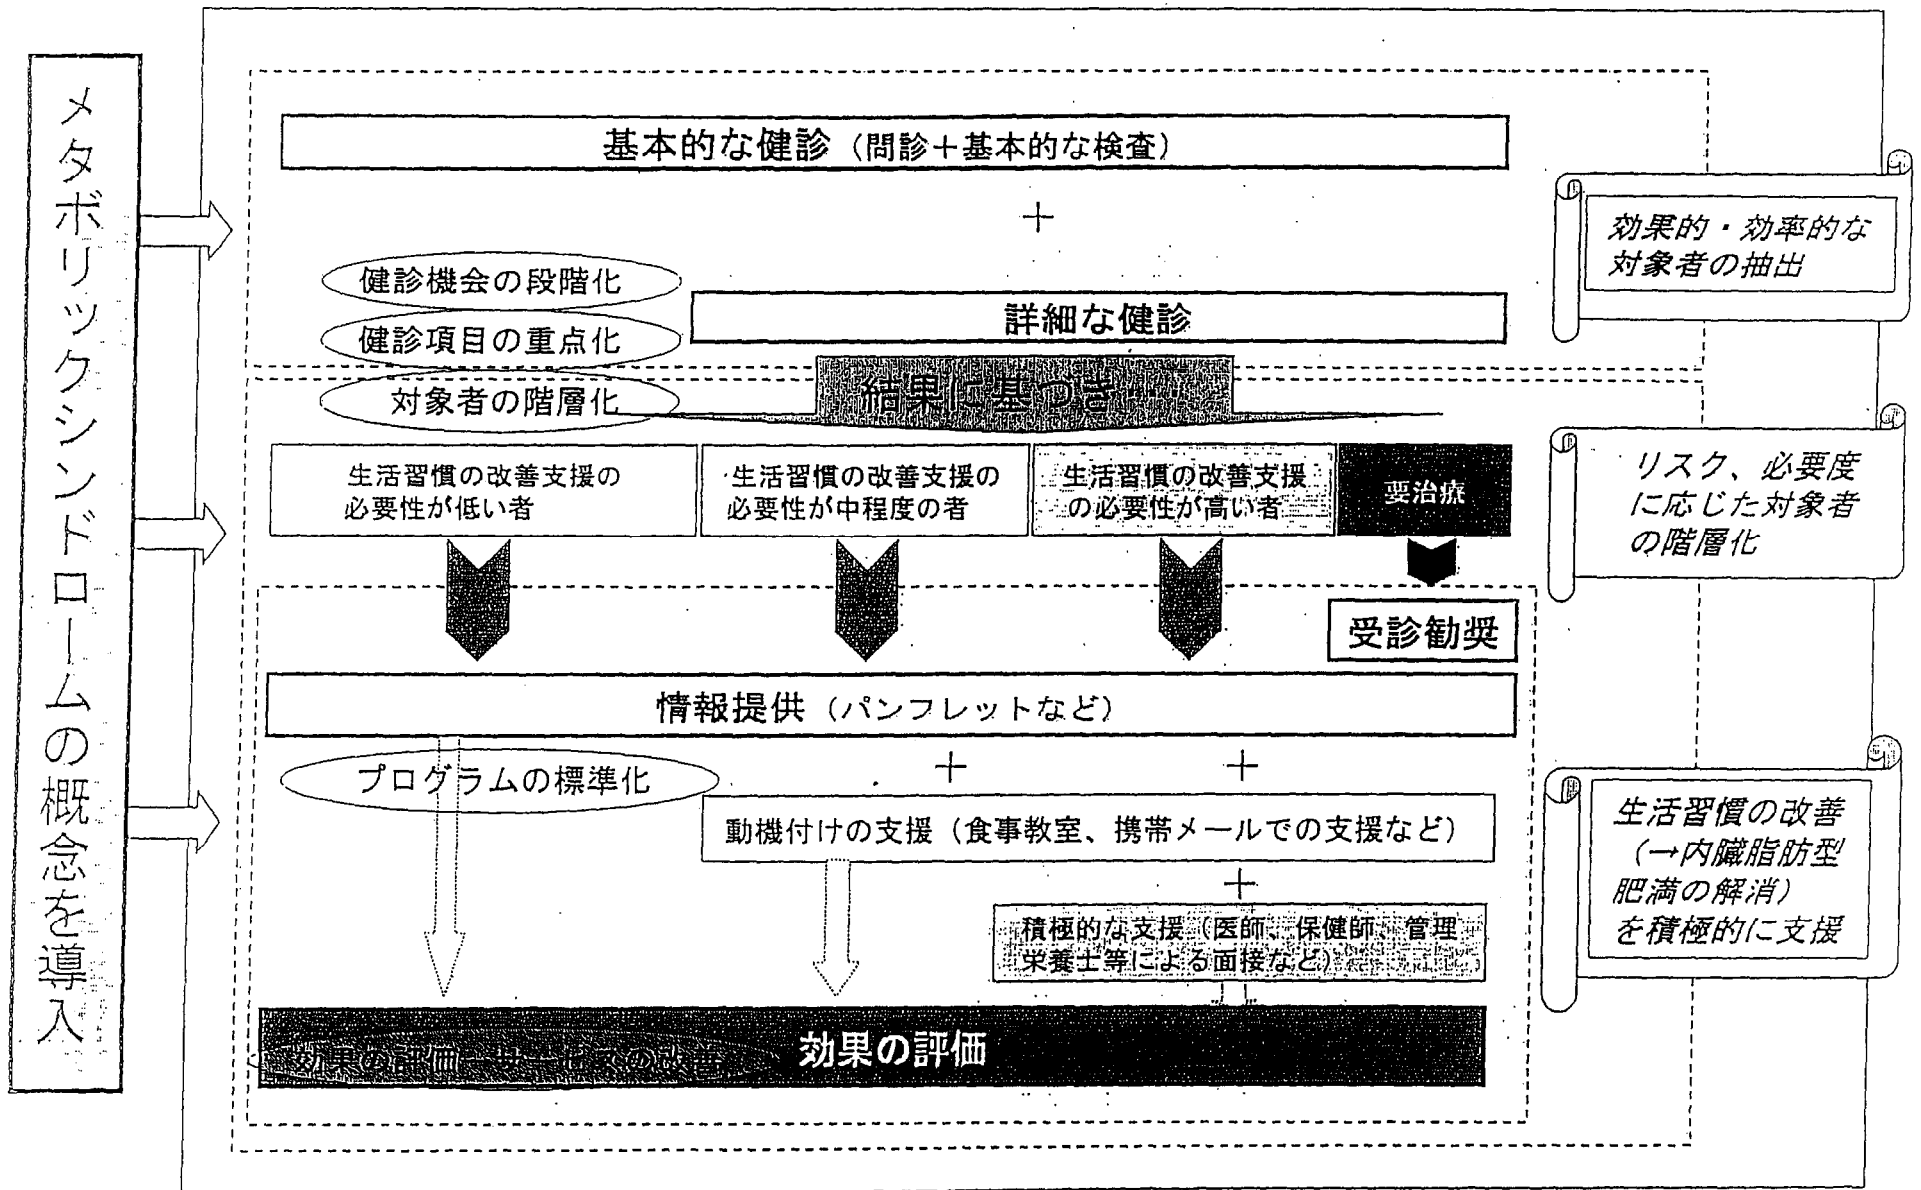 メタボリックシンドロームの概念を導入
基本的な健診（問診＋基本的な検査）
＋
健診機会の段階化
健診項目の重点化
対象者の階層化
詳細な健診
結果に基づき…
生活習慣の改善支援の
必要性が低い者
生活習慣の改善支援の
必要性が中程度の者
生活習慣の改善支援
の必要性が高い者
要治療
受診勧奨
情報提供（パンフレットなど）
プログラムの標準化
＋
＋
動機付けの支援（食事教室、携帯メールでの支援など）
＋
積極的な支援（医師、保健師、管理
栄養士等による面接など）
効果の評価・サービスの改善
効果の評価
効果的・効率的な
対象者の抽出
リスク、必要度
に応じた対象者
の階層化
生活習慣の改善
（→内臓脂肪型
肥満の解消）
を積極的に支援